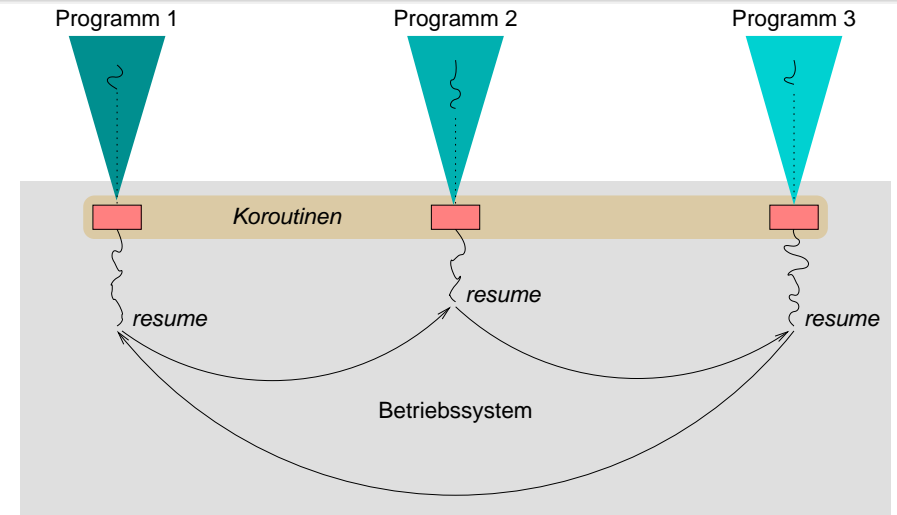 Programm 1
Programm 2
Programm 3
Koroutinen
resume
resume
resume
Betriebssystem